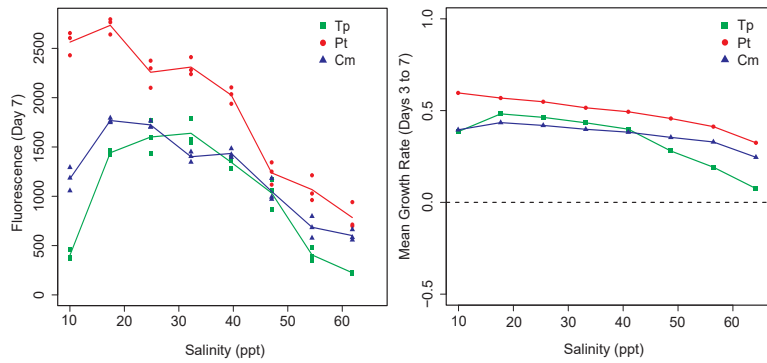 Fluorescence (Day 7)
0 500 1000 1500 2000 2500
Tp
Pt
Cm
10 20 30 40 50 60
Salinity (ppt)
Mean Growth Rate (Days 3 to 7)
−0.5 0.0 0.5 1.0
Tp
Pt
Cm
10 20 30 40 50 60
Salinity (ppt)